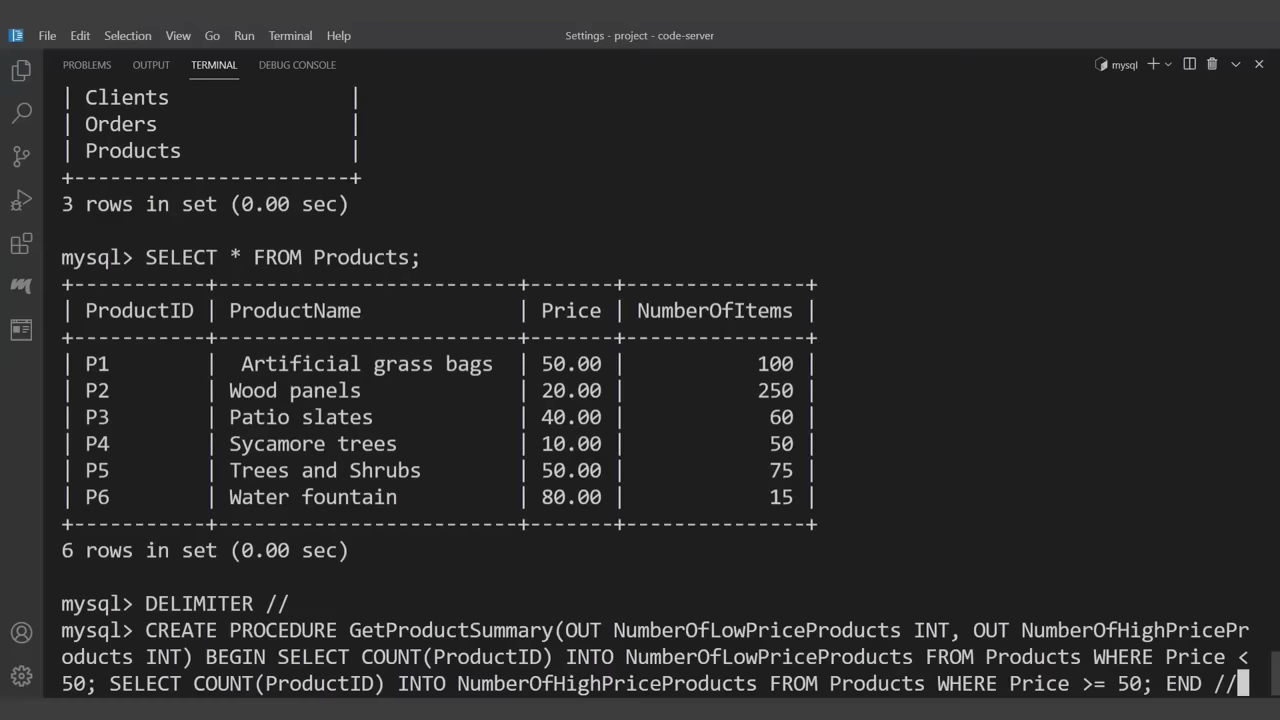 File Edit Selection View Go Run Terminal Help Settings - project - code-server
PROBLEMS OUTPUT TERMINAL DEBUG CONSOLE mysql
| Clients |
| Orders |
| Products |
+-----------------------+
3 rows in set (0.00 sec)
mysql> SELECT * FROM Products;
+-----------+-------------------------+-------+---------------+
| ProductID | ProductName | Price | NumberOfItems |
+-----------+-------------------------+-------+---------------+
| P1 | Artificial grass bags | 50.00 | 100 |
| P2 | Wood panels | 20.00 | 250 |
| P3 | Patio slates | 40.00 | 60 |
| P4 | Sycamore trees | 10.00 | 50 |
| P5 | Trees and Shrubs | 50.00 | 75 |
| P6 | Water fountain | 80.00 | 15 |
+-----------+-------------------------+-------+---------------+
6 rows in set (0.00 sec)
mysql> DELIMITER //
mysql> CREATE PROCEDURE GetProductSummary(OUT NumberOfLowPriceProducts INT, OUT NumberOfHighPricePr
oducts INT) BEGIN SELECT COUNT(ProductID) INTO NumberOfLowPriceProducts FROM Products WHERE Price <
50; SELECT COUNT(ProductID) INTO NumberOfHighPriceProducts FROM Products WHERE Price >= 50; END //